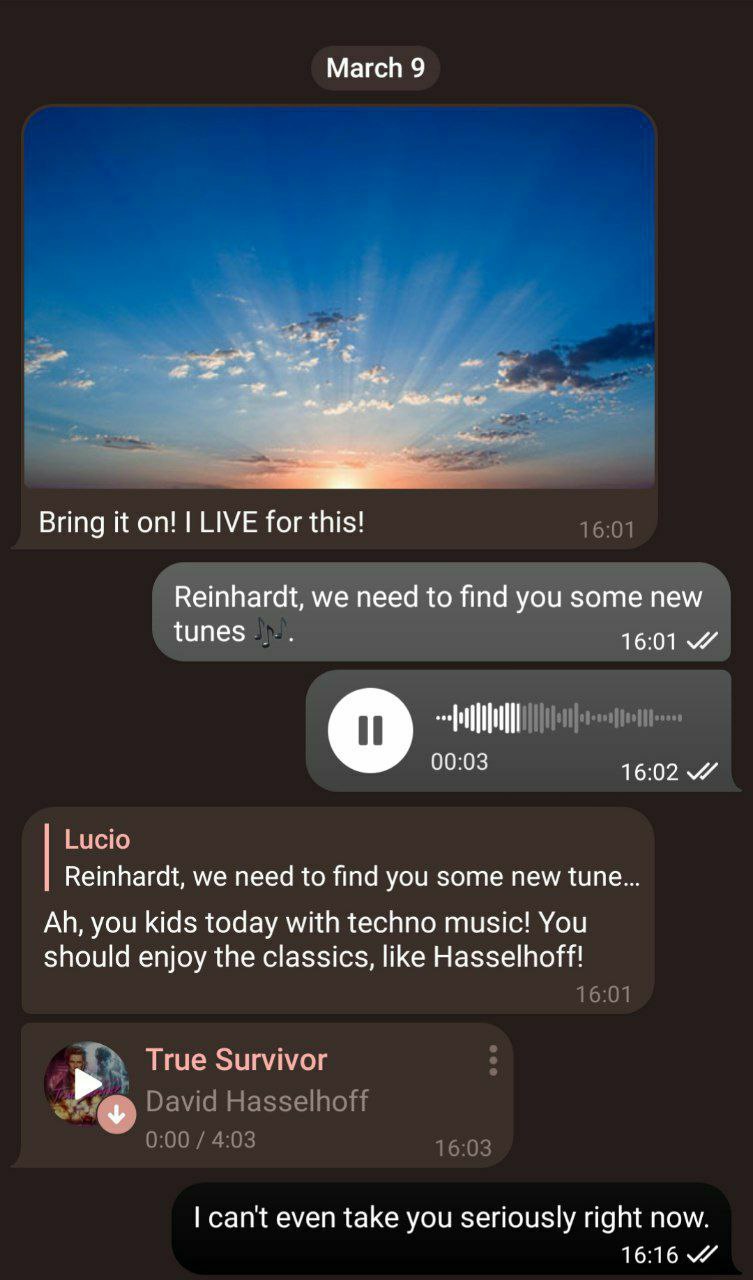 March 9
Bring it on! I LIVE for this!
16:01
Reinhardt, we need to find you some new
tunes 🎶.
16:01
00:03
16:02
Lucio
Reinhardt, we need to find you some new tune…
Ah, you kids today with techno music! You
should enjoy the classics, like Hasselhoff!
16:01
True Survivor
David Hasselhoff
0:00 / 4:03
16:03
I can't even take you seriously right now.
16:16